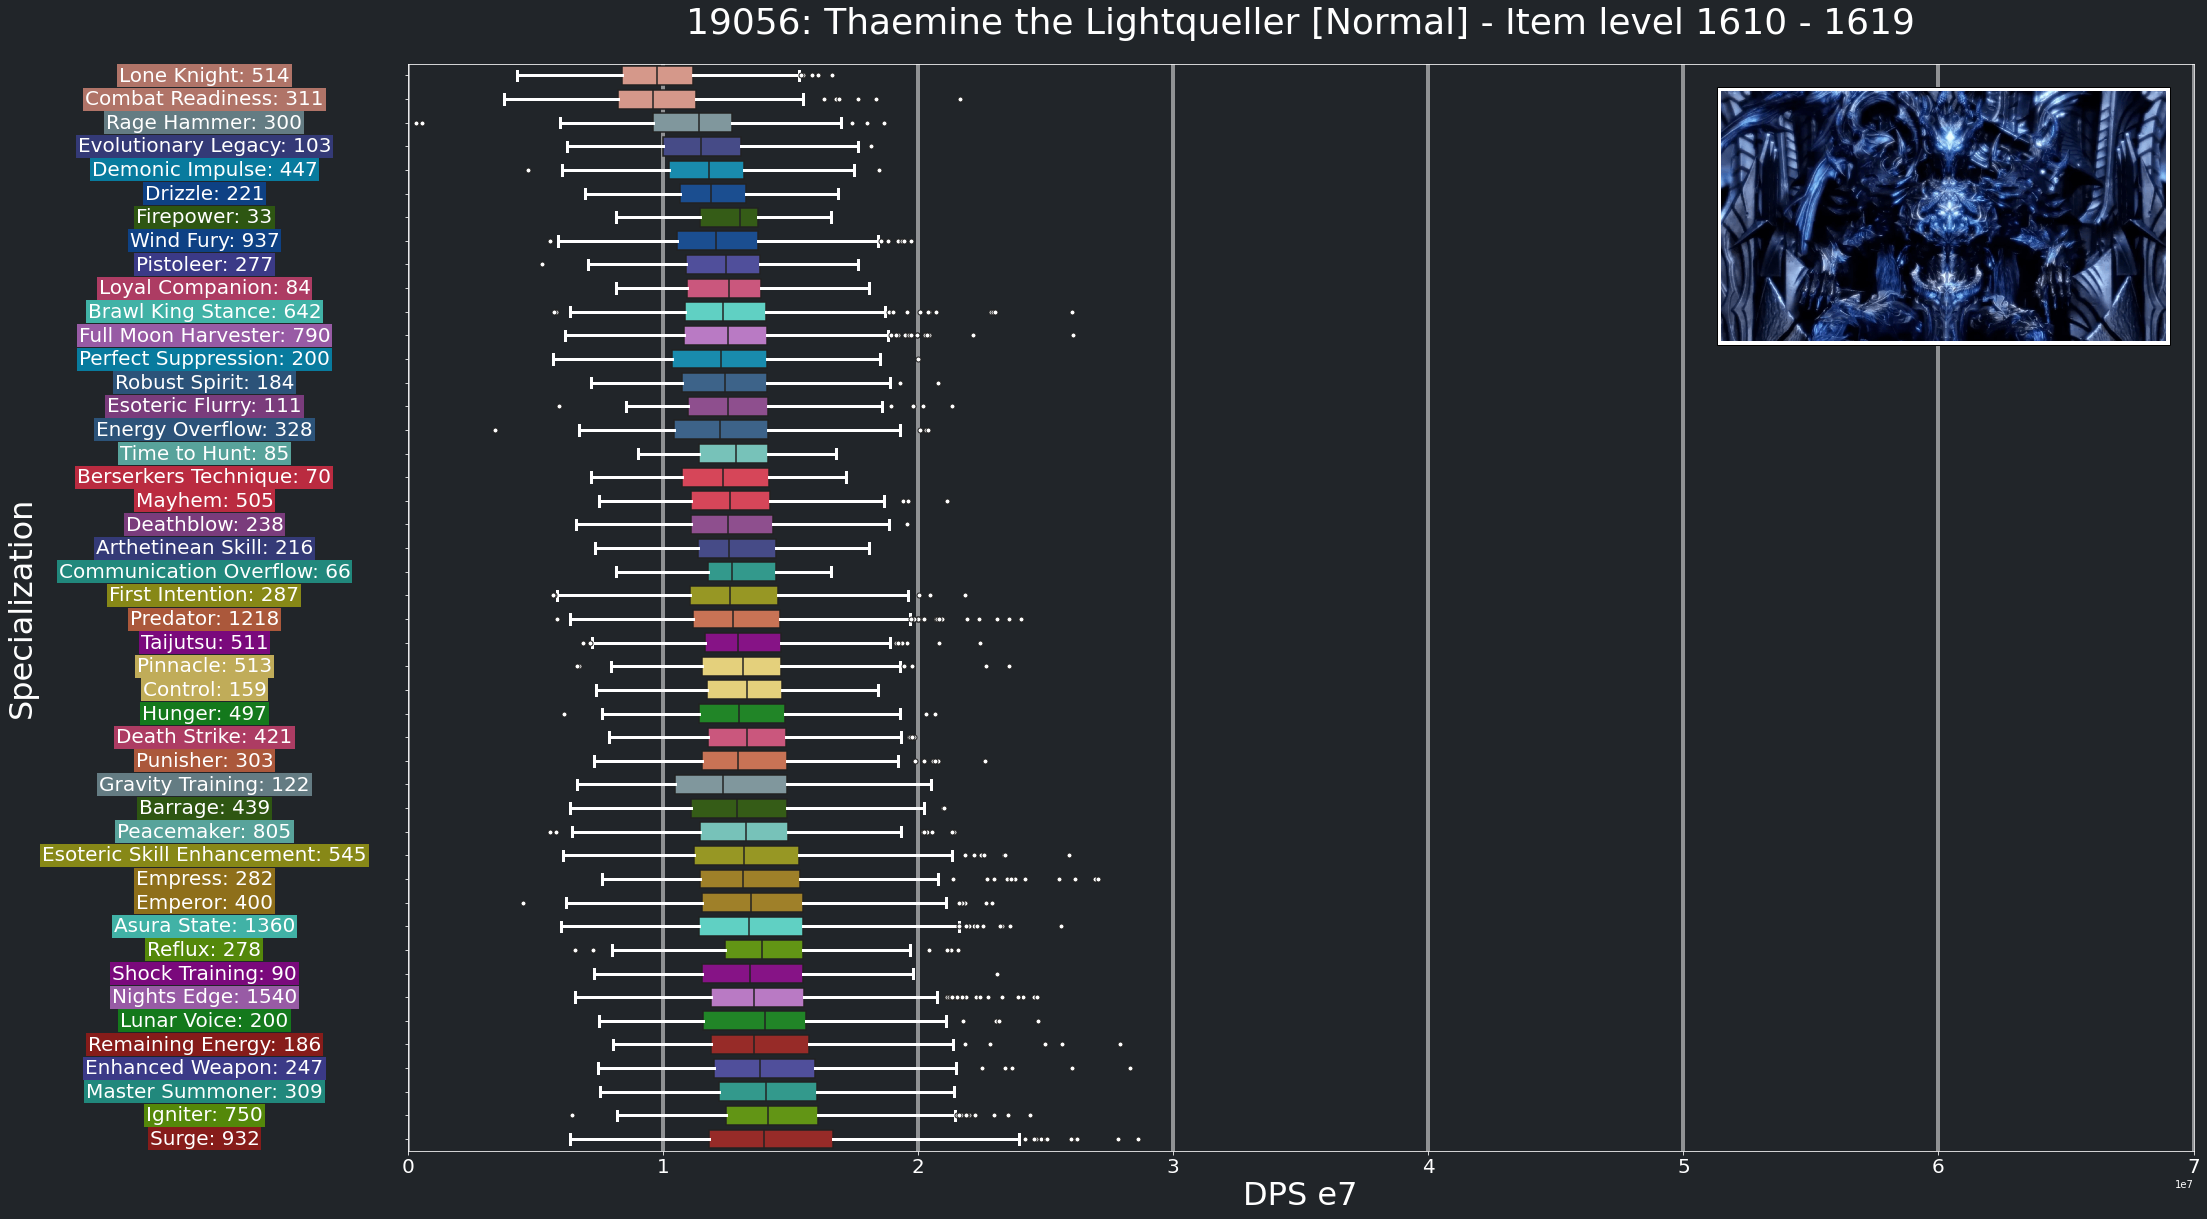 19056: Thaemine the Lightqueller [Normal] - Item level 1610 - 1619
Lone Knight: 514
Combat Readiness: 311
Rage Hammer: 300
Evolutionary Legacy: 103
Demonic Impulse: 447
Drizzle: 221
Firepower: 33
Wind Fury: 937
Pistoleer: 277
Loyal Companion: 84
Brawl King Stance: 642
Full Moon Harvester: 790
Perfect Suppression: 200
Robust Spirit: 184
Esoteric Flurry: 111
Energy Overflow: 328
Time to Hunt: 85
Berserkers Technique: 70
Mayhem: 505
Deathblow: 238
Arthetinean Skill: 216
Communication Overflow: 66
First Intention: 287
Predator: 1218
Taijutsu: 511
Pinnacle: 513
Control: 159
Hunger: 497
Death Strike: 421
Punisher: 303
Gravity Training: 122
Barrage: 439
Peacemaker: 805
Esoteric Skill Enhancement: 545
Empress: 282
Emperor: 400
Asura State: 1360
Reflux: 278
Shock Training: 90
Nights Edge: 1540
Lunar Voice: 200
Remaining Energy: 186
Enhanced Weapon: 247
Master Summoner: 309
Igniter: 750
Surge: 932
Specialization
0 1 2 3 4 5 6 7
1e7
DPS e7